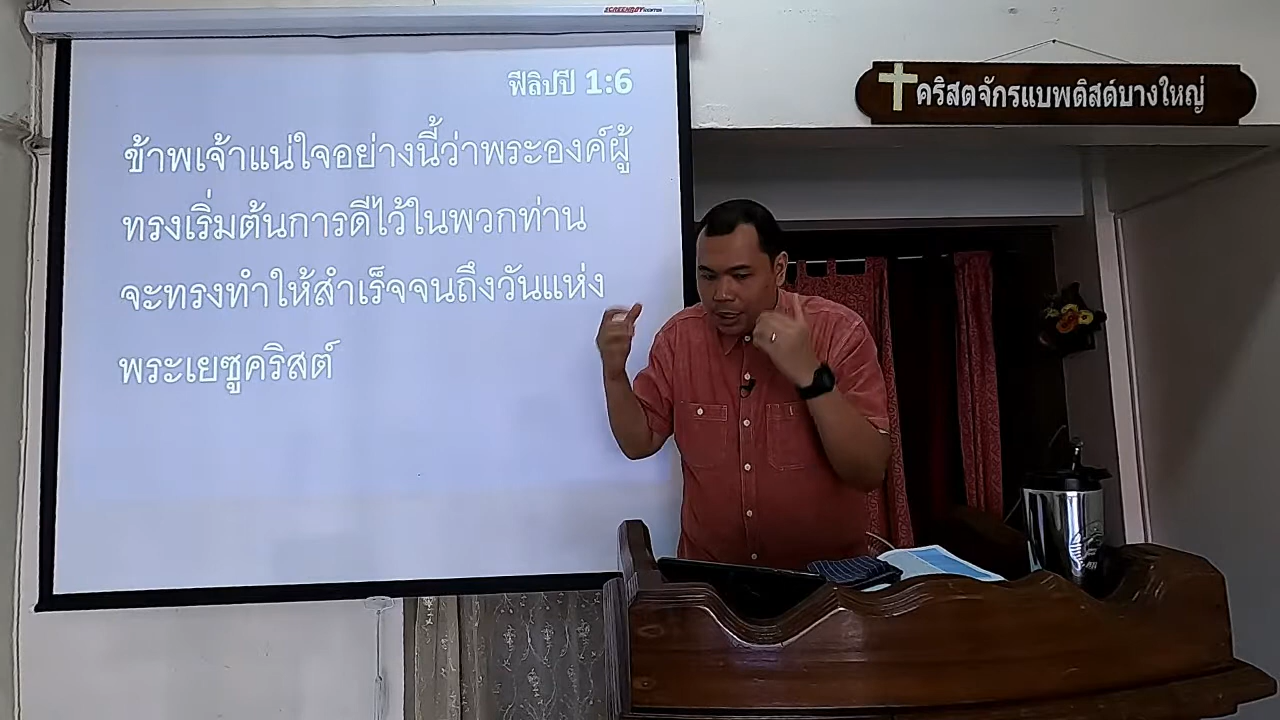 ฟีลิปปี 1:6
ข้าพเจ้าแน่ใจอย่างนี้ว่าพระองค์ผู้
ทรงเริ่มต้นการดีไว้ในพวกท่าน
จะทรงทำให้สำเร็จจนถึงวันแห่ง
พระเยซูคริสต์
คริสตจักรแบพติสต์บางใหญ่